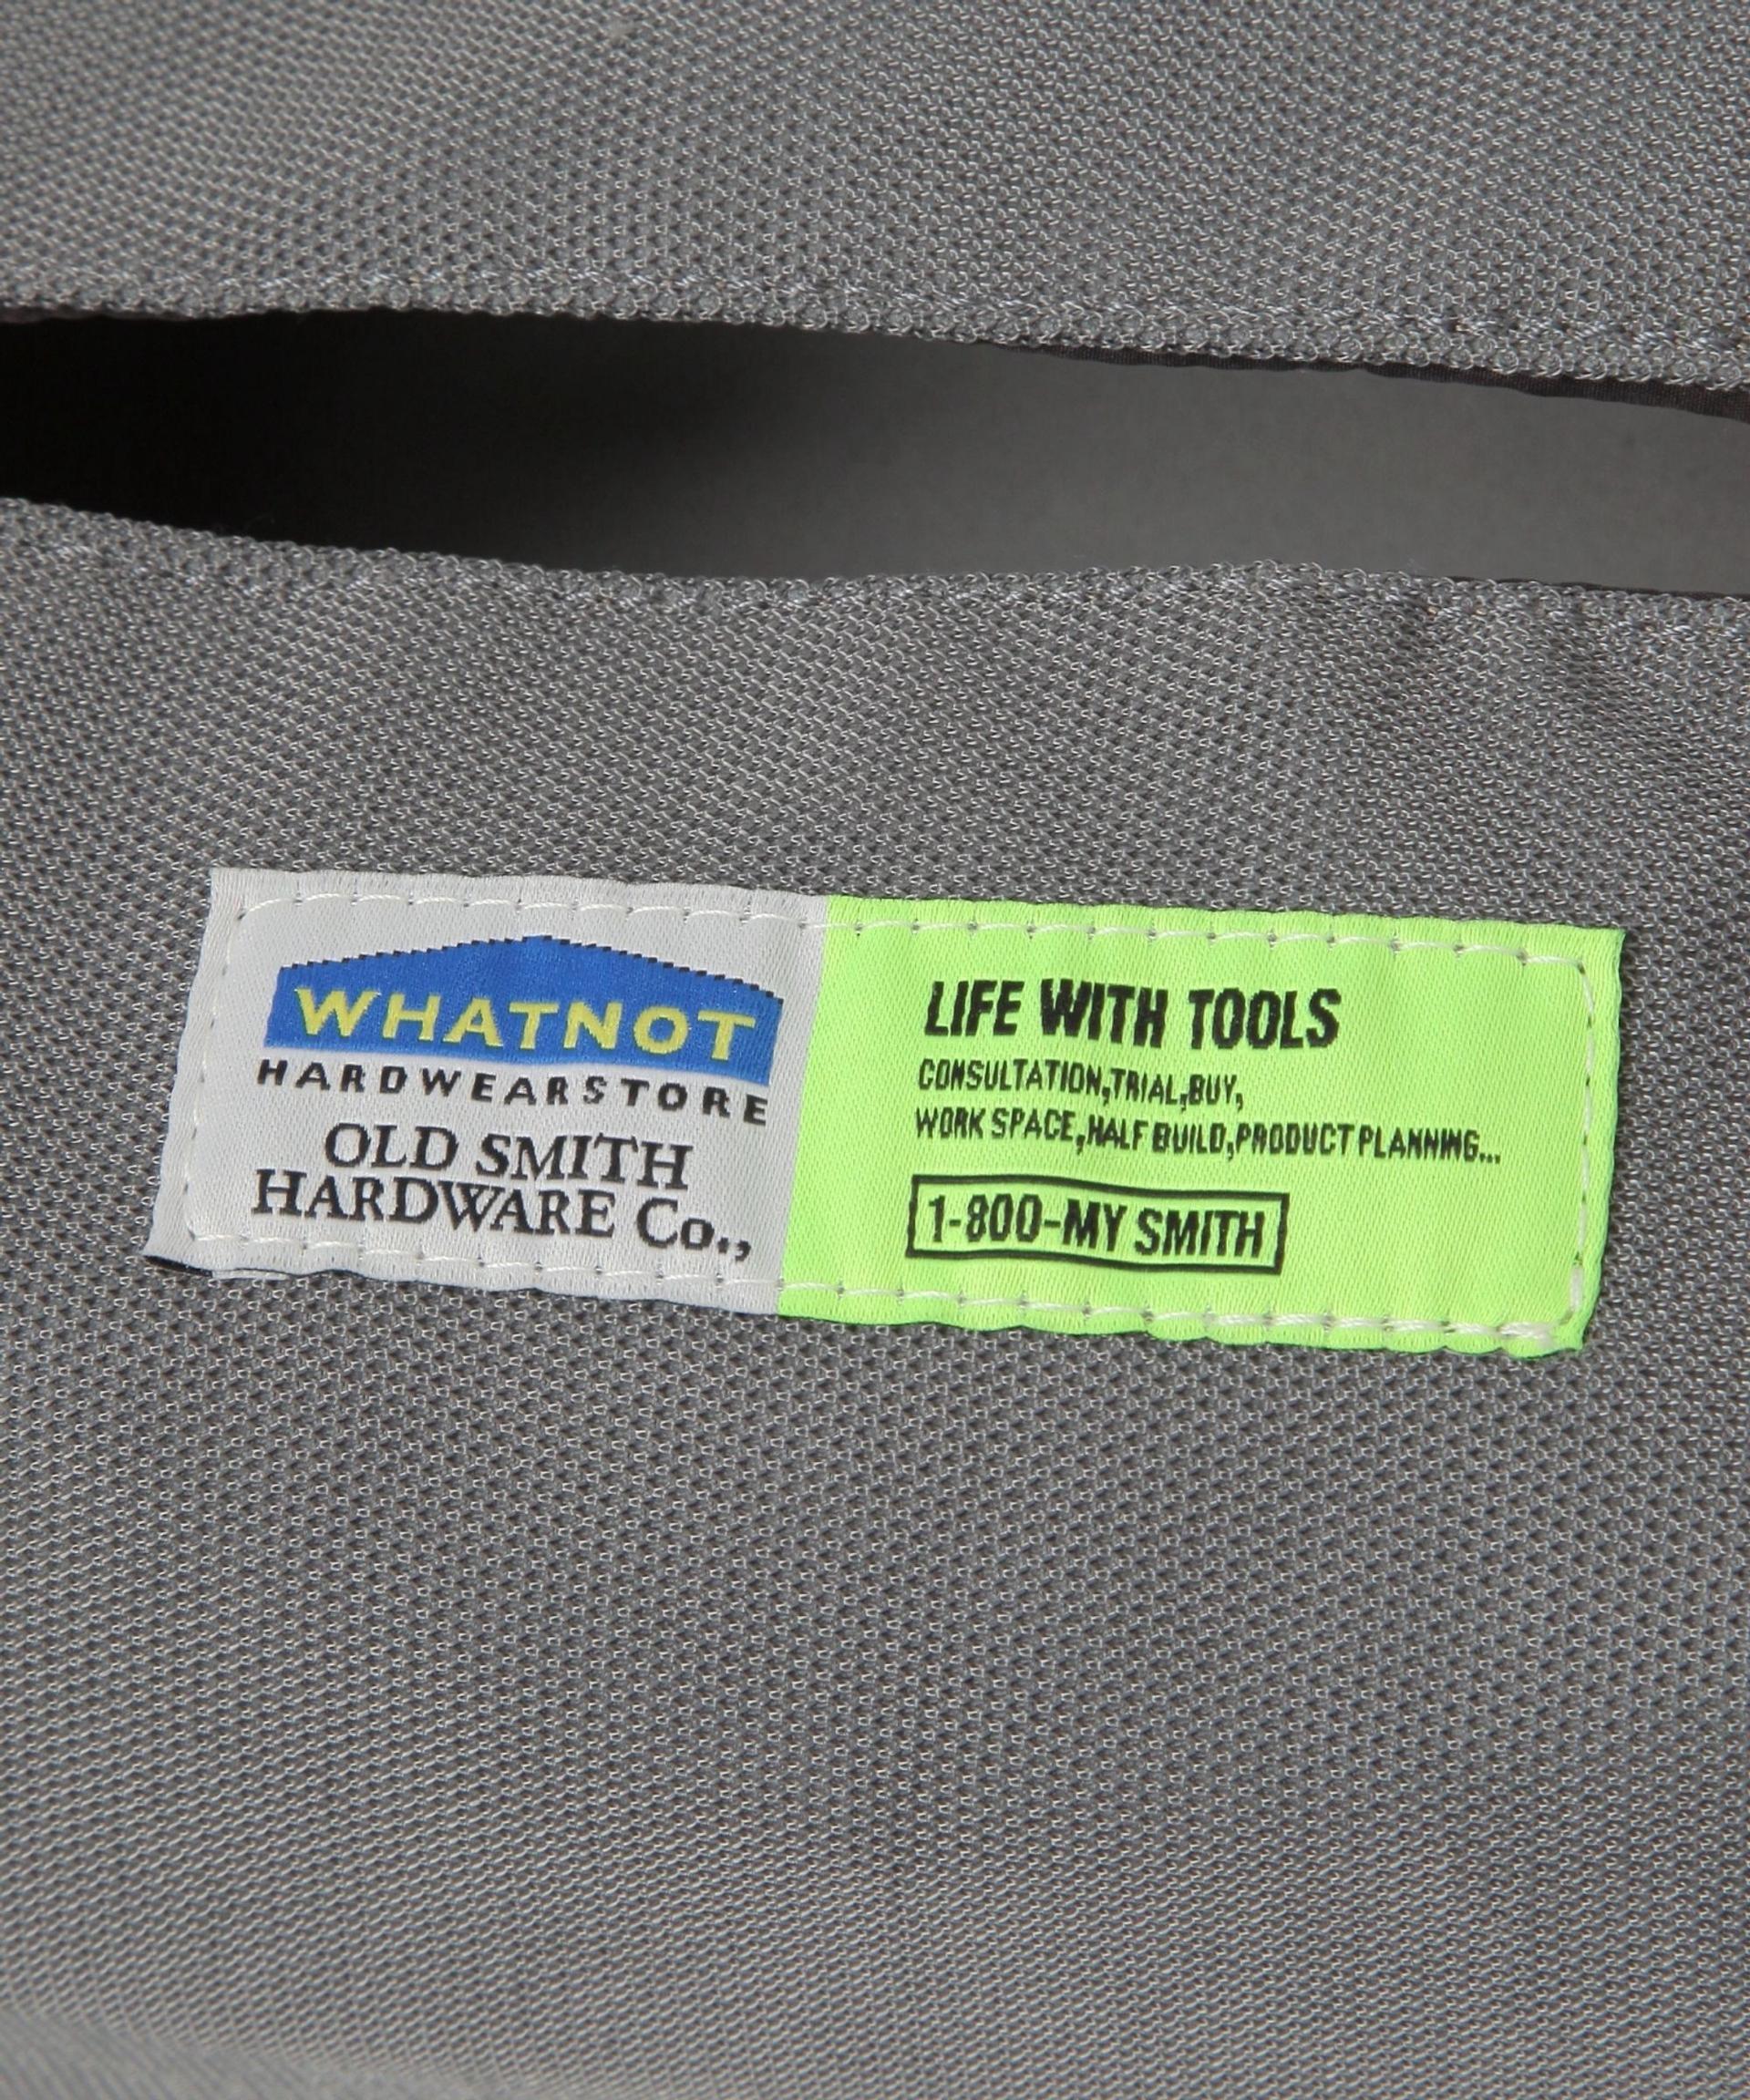 WHATNOT
HARDWEARSTORE
OLD SMITH
HARDWARE Co.,
LIFE WITH TOOLS
CONSULTATION,TRIAL,BUY,
WORK SPACE,HALF BUILD,PRODUCT PLANNING...
1-800-MY SMITH